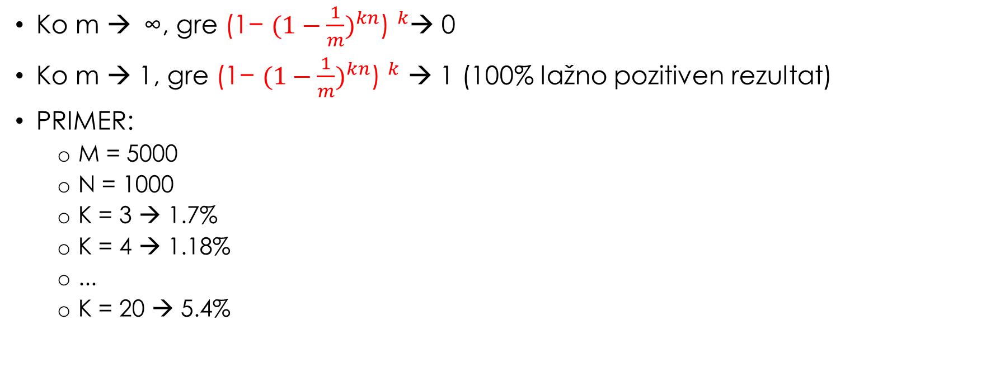 • Ko m → ∞, gre (1− (1 − 1/m)^kn) ^k → 0
• Ko m → 1, gre (1− (1 − 1/m)^kn) ^k → 1 (100% lažno pozitiven rezultat)
• PRIMER:
o M = 5000
o N = 1000
o K = 3 → 1.7%
o K = 4 → 1.18%
o ...
o K = 20 → 5.4%